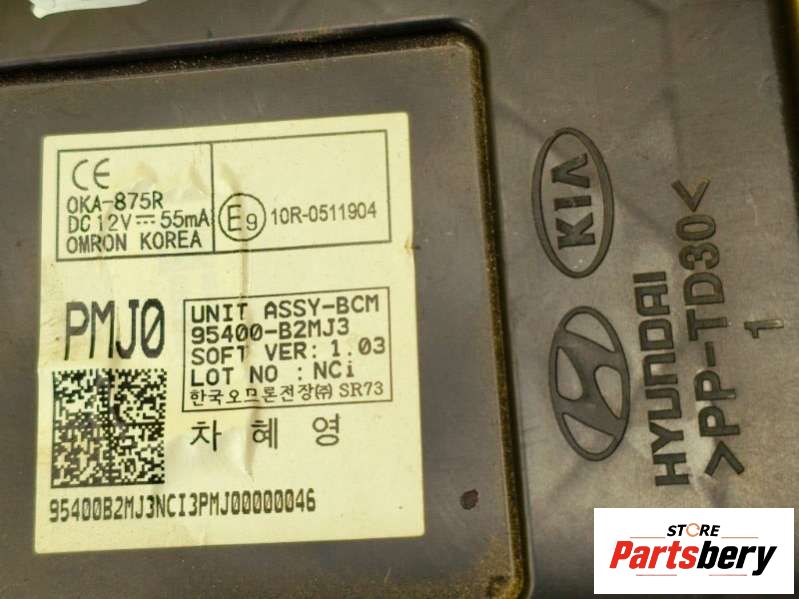 CE
OKA-875R
DC 12V⎓55mA
OMRON KOREA
E9 10R-0511904
PMJ0
UNIT ASSY-BCM
95400-B2MJ3
SOFT VER: 1.03
LOT NO : NCi
한국오므론전장㈜ SR73
차 혜 영
95400B2MJ3NCI3PMJ00000046
KIA
HYUNDAI
>PP-TD30<
1
STORE
Partsbery